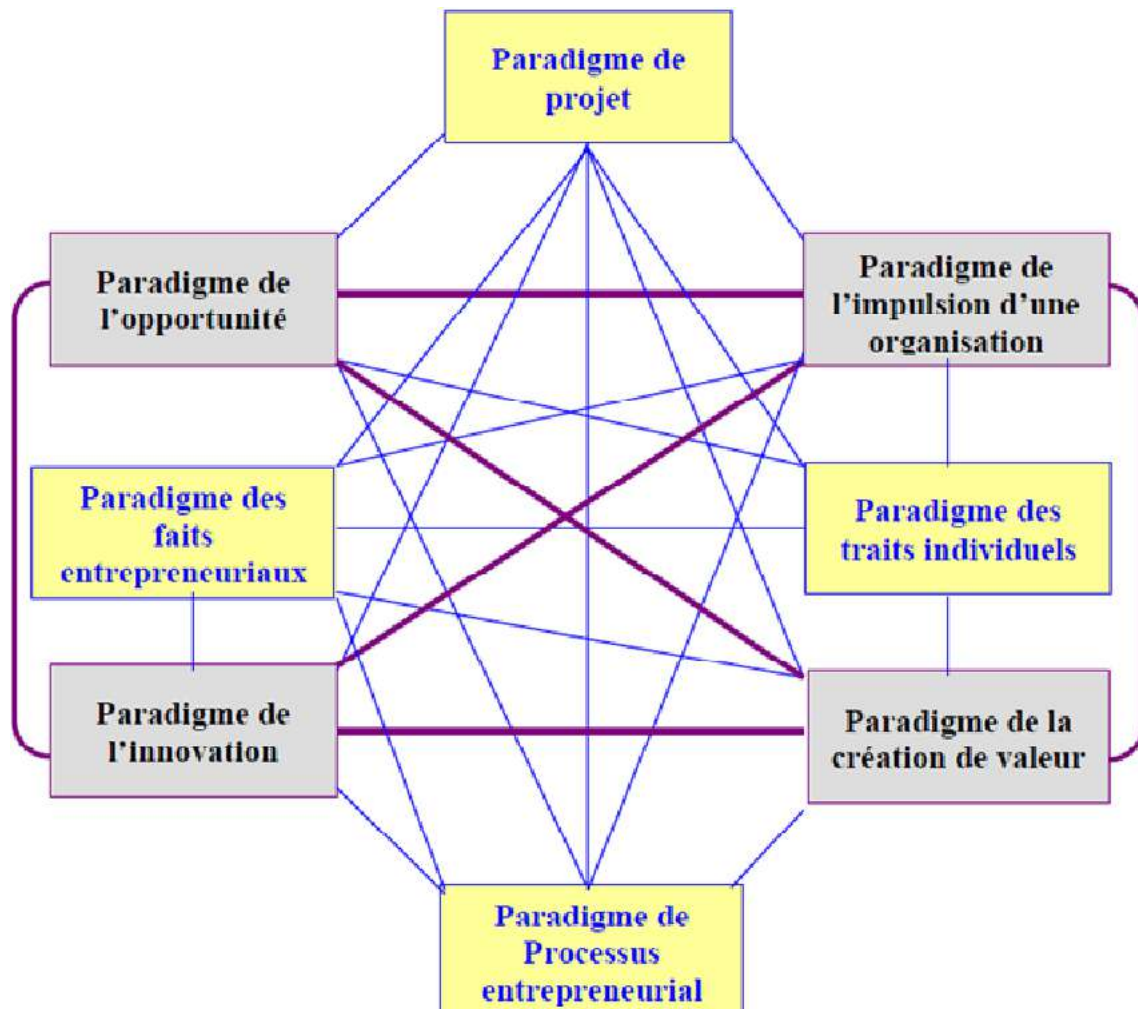 Paradigme de
projet
Paradigme de
l’opportunité
Paradigme de
l’impulsion d’une
organisation
Paradigme des
faits
entrepreneuriaux
Paradigme des
traits individuels
Paradigme de
l’innovation
Paradigme de la
création de valeur
Paradigme de
Processus
entrepreneurial